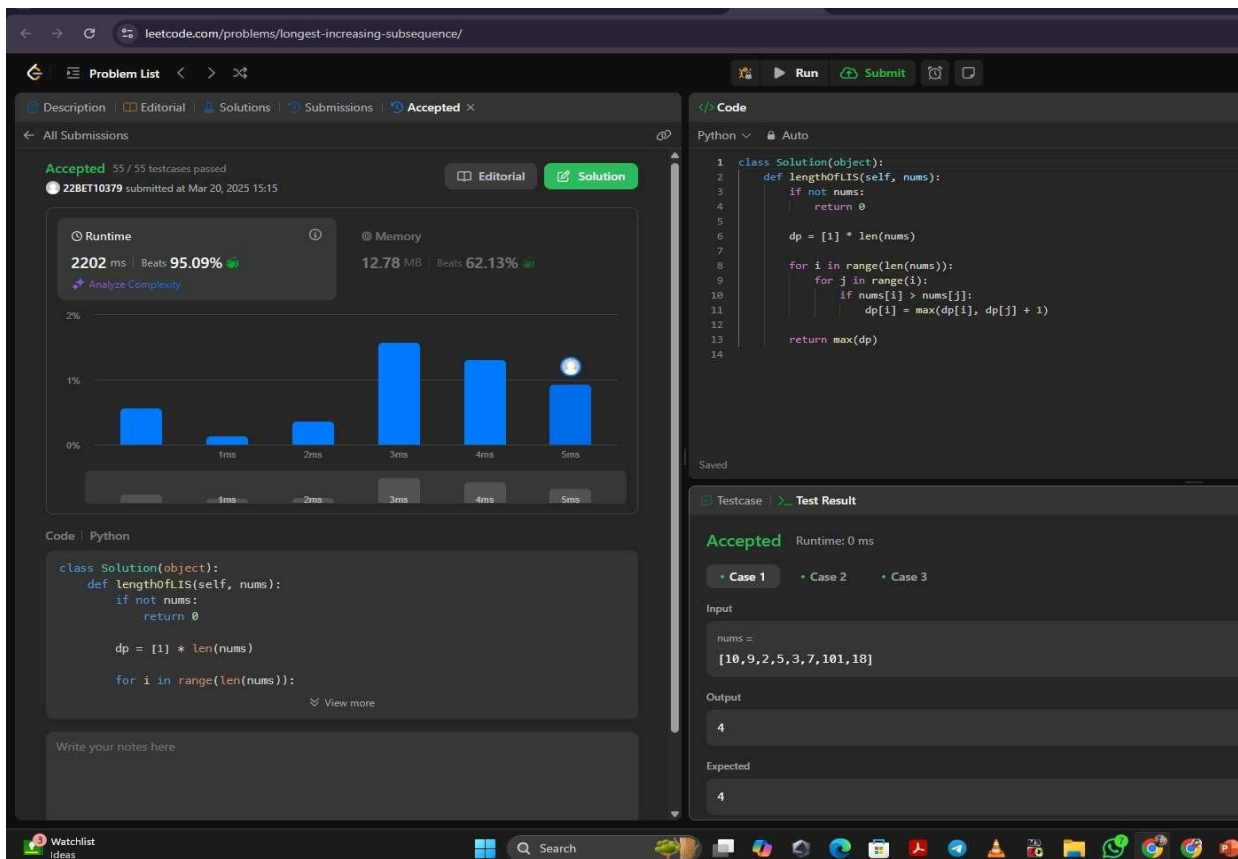 leetcode.com/problems/longest-increasing-subsequence/
Problem List
Run
Submit
Description
Editorial
Solutions
Submissions
Accepted
All Submissions
Accepted 55 / 55 testcases passed
22BET10379 submitted at Mar 20, 2025 15:15
Editorial
Solution
Runtime
2202 ms Beats 95.09%
Analyze Complexity
Memory
12.78 MB Beats 62.13%
2%
1%
0%
1ms 2ms 3ms 4ms 5ms
1ms 2ms 3ms 4ms 5ms
Code | Python
class Solution(object):
    def lengthOfLIS(self, nums):
        if not nums:
            return 0
        dp = [1] * len(nums)
        for i in range(len(nums)):
View more
Write your notes here
</> Code
Python Auto
1 class Solution(object):
2     def lengthOfLIS(self, nums):
3         if not nums:
4             return 0
5
6         dp = [1] * len(nums)
7
8         for i in range(len(nums)):
9             for j in range(i):
10                 if nums[i] > nums[j]:
11                     dp[i] = max(dp[i], dp[j] + 1)
12
13         return max(dp)
14
Saved
Testcase | >_ Test Result
Accepted Runtime: 0 ms
• Case 1 • Case 2 • Case 3
Input
nums =
[10,9,2,5,3,7,101,18]
Output
4
Expected
4
3
Watchlist
Ideas
Search